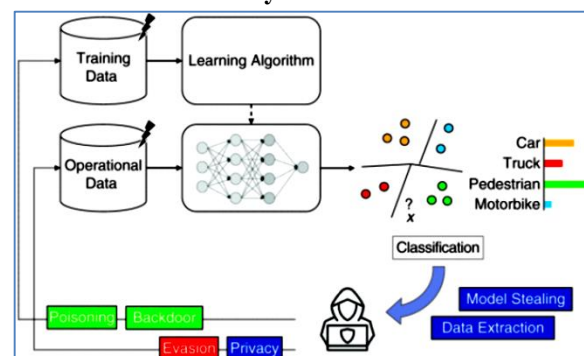 Training
Data
Learning Algorithm
Operational
Data
Car
Truck
Pedestrian
Motorbike
?
x
Classification
Poisoning
Backdoor
Evasion
Privacy
Model Stealing
Data Extraction